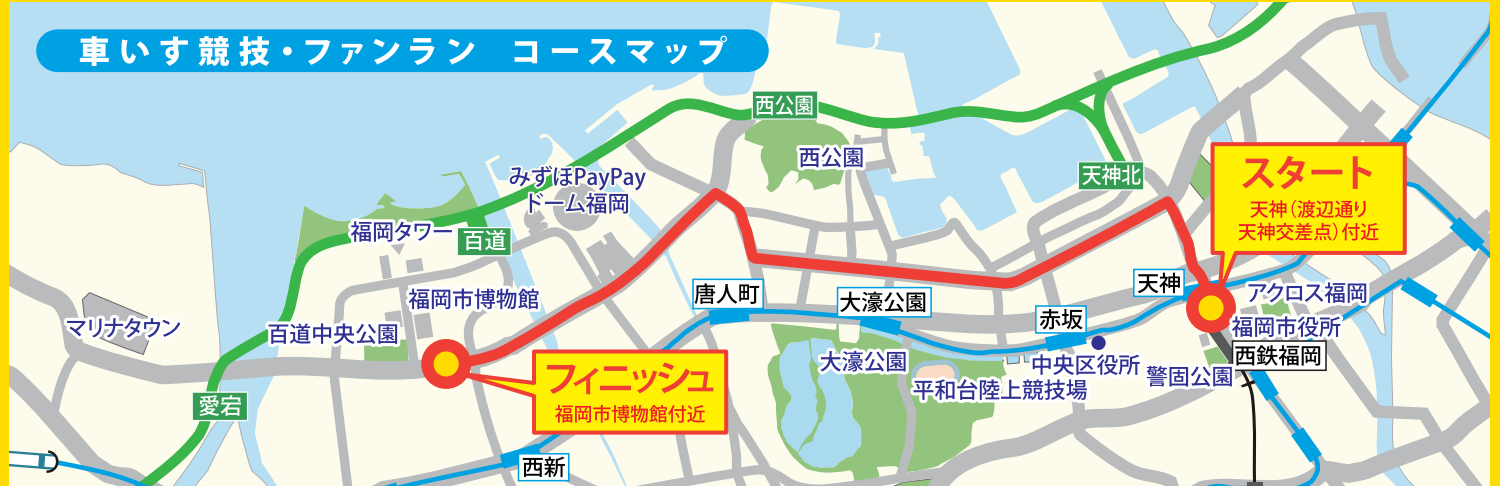 車いす競技・ファンラン コースマップ
西公園
西公園
天神北
スタート
天神（渡辺通り
天神交差点）付近
みずほPayPay
ドーム福岡
福岡タワー
百道
唐人町
大濠公園
赤坂
天神
アクロス福岡
福岡市役所
西鉄福岡
福岡市博物館
マリナタウン
百道中央公園
大濠公園
中央区役所
平和台陸上競技場
警固公園
フィニッシュ
福岡市博物館付近
愛宕
西新